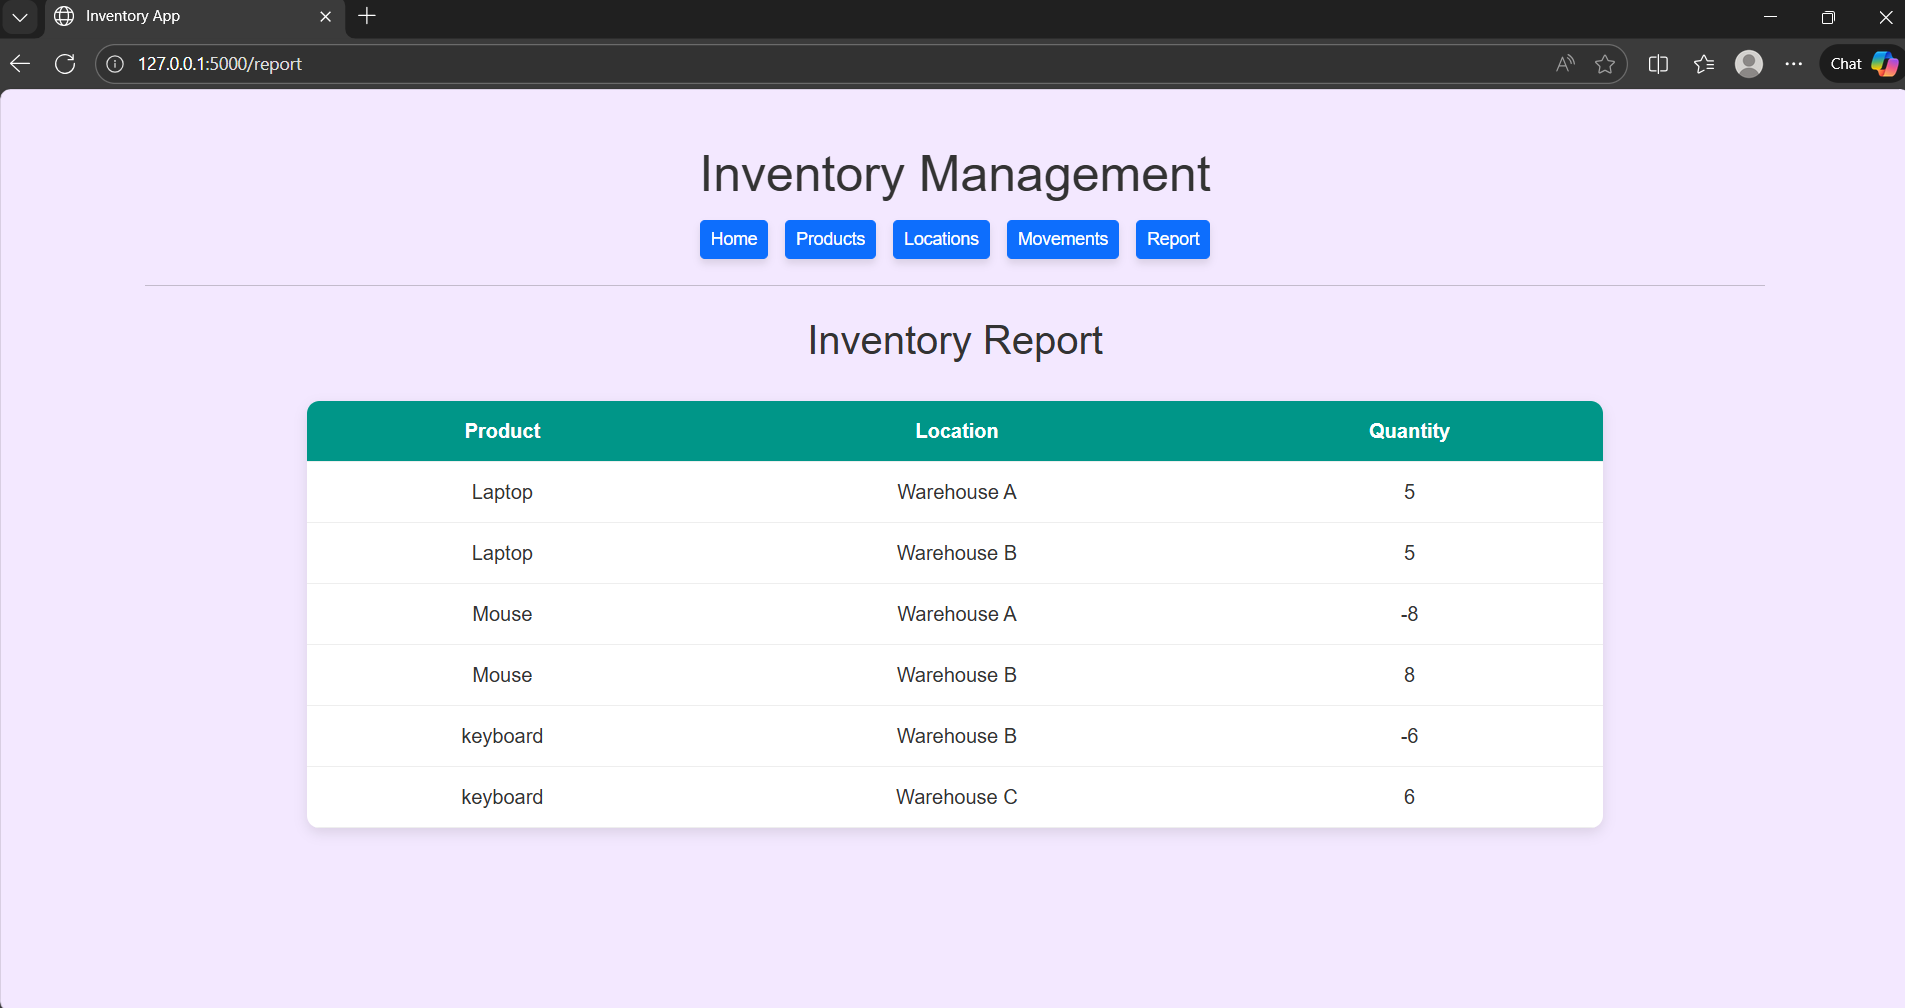 Inventory App
127.0.0.1:5000/report
Chat
Inventory Management
Home Products Locations Movements Report
Inventory Report
Product Location Quantity
Laptop Warehouse A 5
Laptop Warehouse B 5
Mouse Warehouse A -8
Mouse Warehouse B 8
keyboard Warehouse B -6
keyboard Warehouse C 6